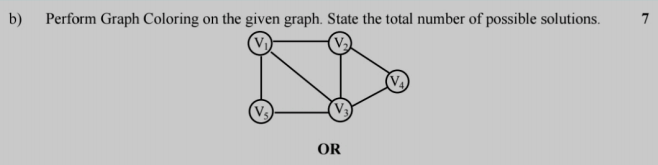 b) Perform Graph Coloring on the given graph. State the total number of possible solutions. 7
V₁ V₂
V₄
V₅ V₃
OR